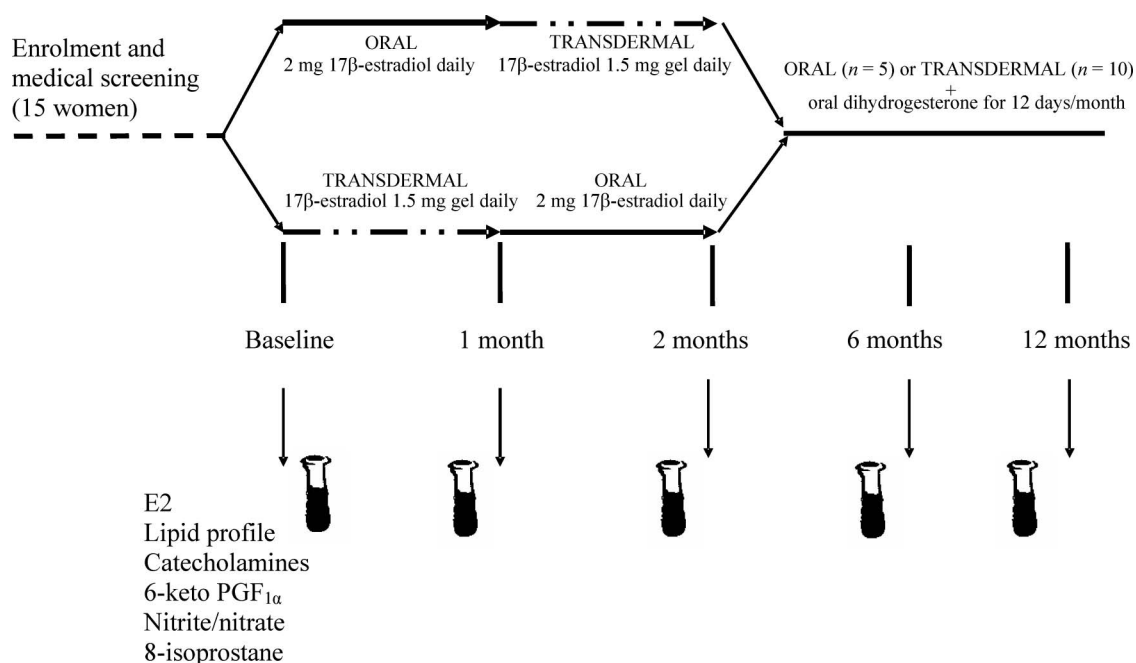 Enrolment and
medical screening
(15 women)
ORAL
2 mg 17β-estradiol daily
TRANSDERMAL
17β-estradiol 1.5 mg gel daily
ORAL (n = 5) or TRANSDERMAL (n = 10)
+
oral dihydrogesterone for 12 days/month
TRANSDERMAL
17β-estradiol 1.5 mg gel daily
ORAL
2 mg 17β-estradiol daily
Baseline
1 month
2 months
6 months
12 months
E2
Lipid profile
Catecholamines
6-keto PGF1α
Nitrite/nitrate
8-isoprostane